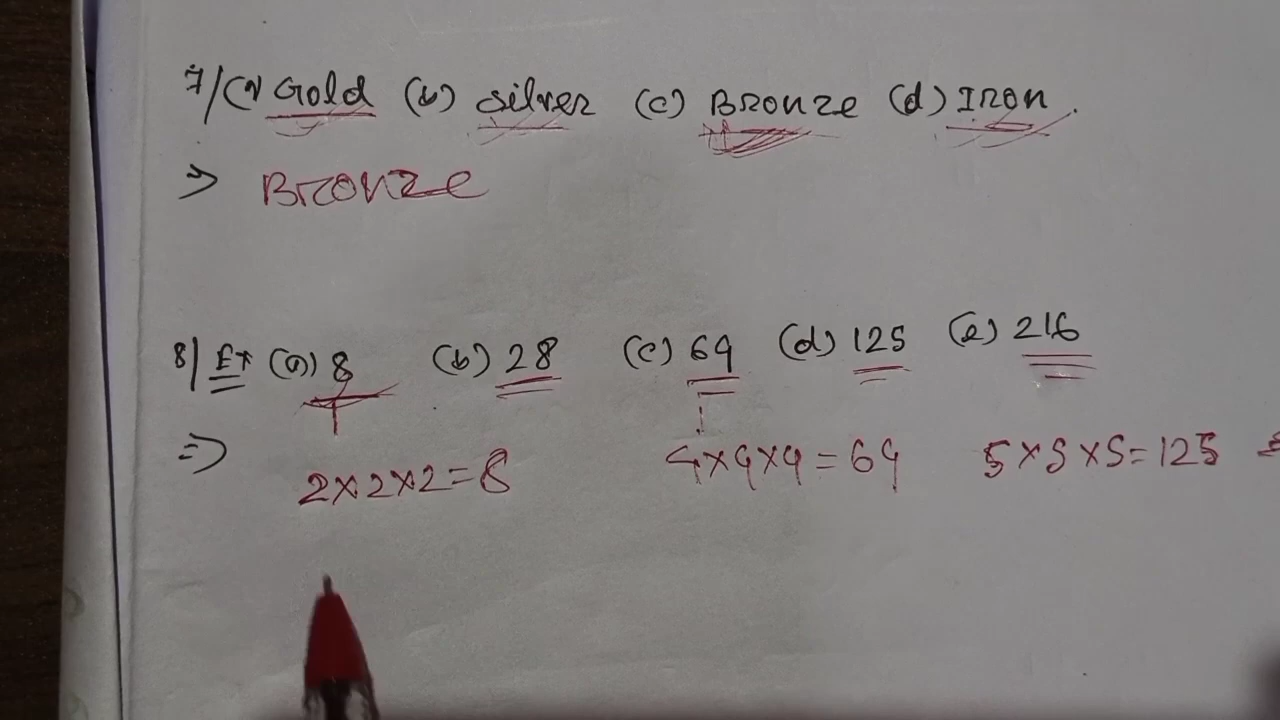 7/ (a) Gold (b) silver (c) Bronze (d) Iron.
⇒ Bronze
8/ Ex (a) 8 (b) 28 (c) 64 (d) 125 (e) 216
⇒ 2×2×2=8 4×4×4=64 5×5×5=125